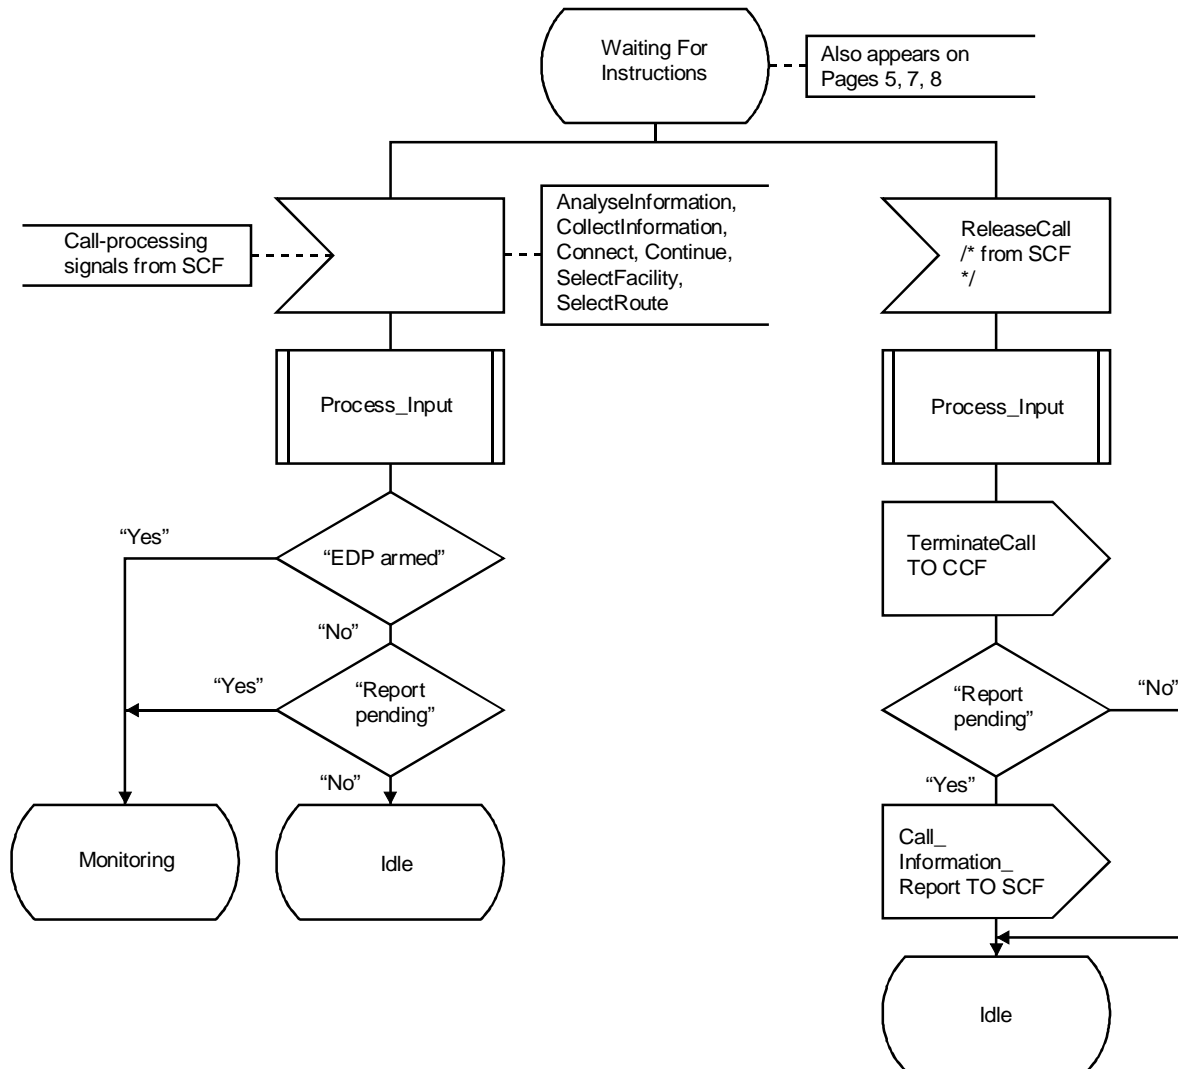 Waiting For
Instructions
Also appears on
Pages 5, 7, 8
Call-processing
signals from SCF
AnalyseInformation,
CollectInformation,
Connect, Continue,
SelectFacility,
SelectRoute
ReleaseCall
/* from SCF
*/
Process_Input
Process_Input
“Yes”
“EDP armed”
TerminateCall
TO CCF
“No”
“Yes”
“Report
pending”
“Report
pending”
“No”
“No”
“Yes”
Monitoring
Idle
Call_
Information_
Report TO SCF
Idle